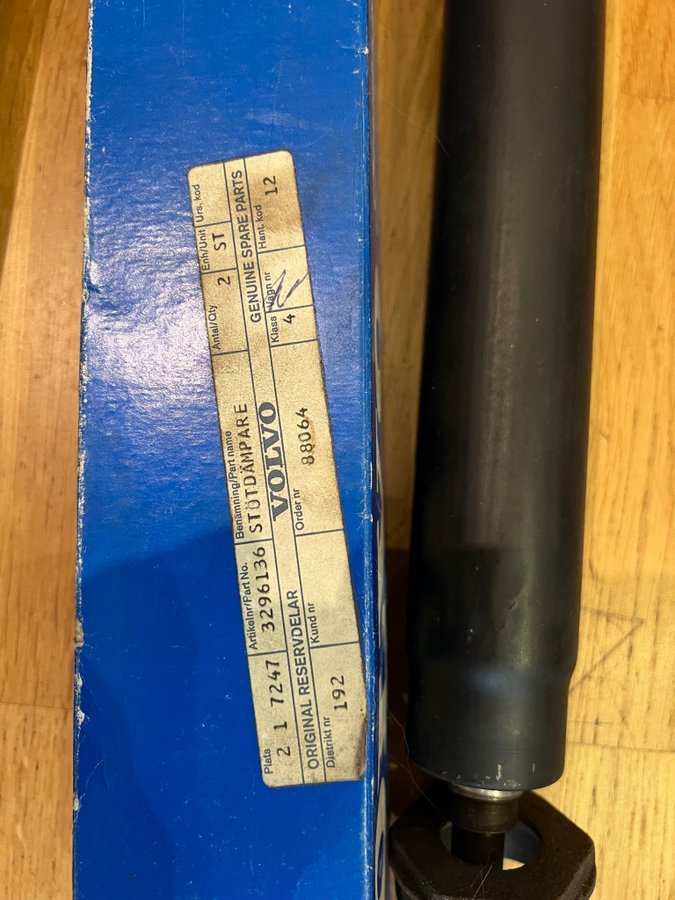 Plats Artikelnr/Part No. Benämning/Part name Antal/Qty Enh/Unit Urs. kod
2 1 7247 3296136 STÖTDÄMPARE 2 ST
ORIGINAL RESERVDELAR VOLVO GENUINE SPARE PARTS
Distrikt nr Kund nr Order nr Klass Vagn nr Hant. kod
192 88064 4 12